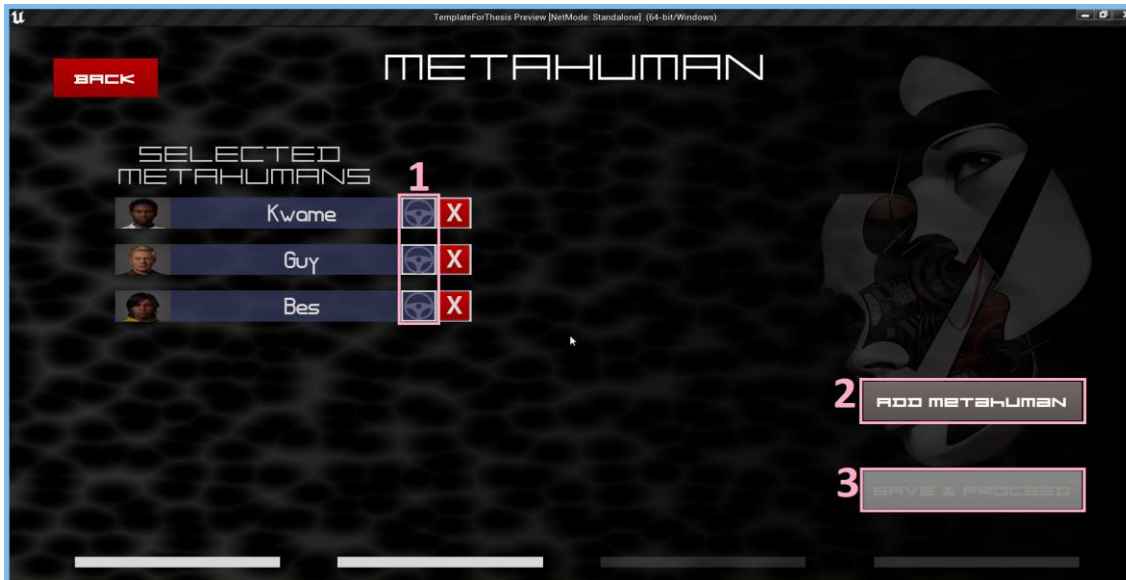 TemplateForThesis Preview [NetMode: Standalone] (64-bit/Windows)
BACK
METAHUMAN
SELECTED
METAHUMANS
1
Kwame
X
Guy
X
Bes
X
2
ADD METAHUMAN
3
SAVE & PROCEED